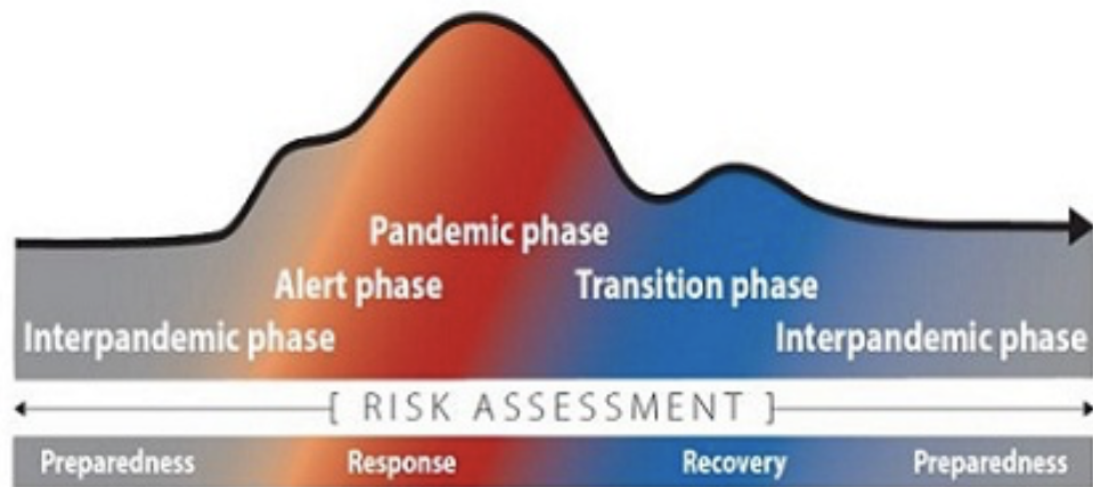 Pandemic phase
Alert phase
Transition phase
Interpandemic phase
Interpandemic phase
[ RISK ASSESSMENT ]
Preparedness
Response
Recovery
Preparedness